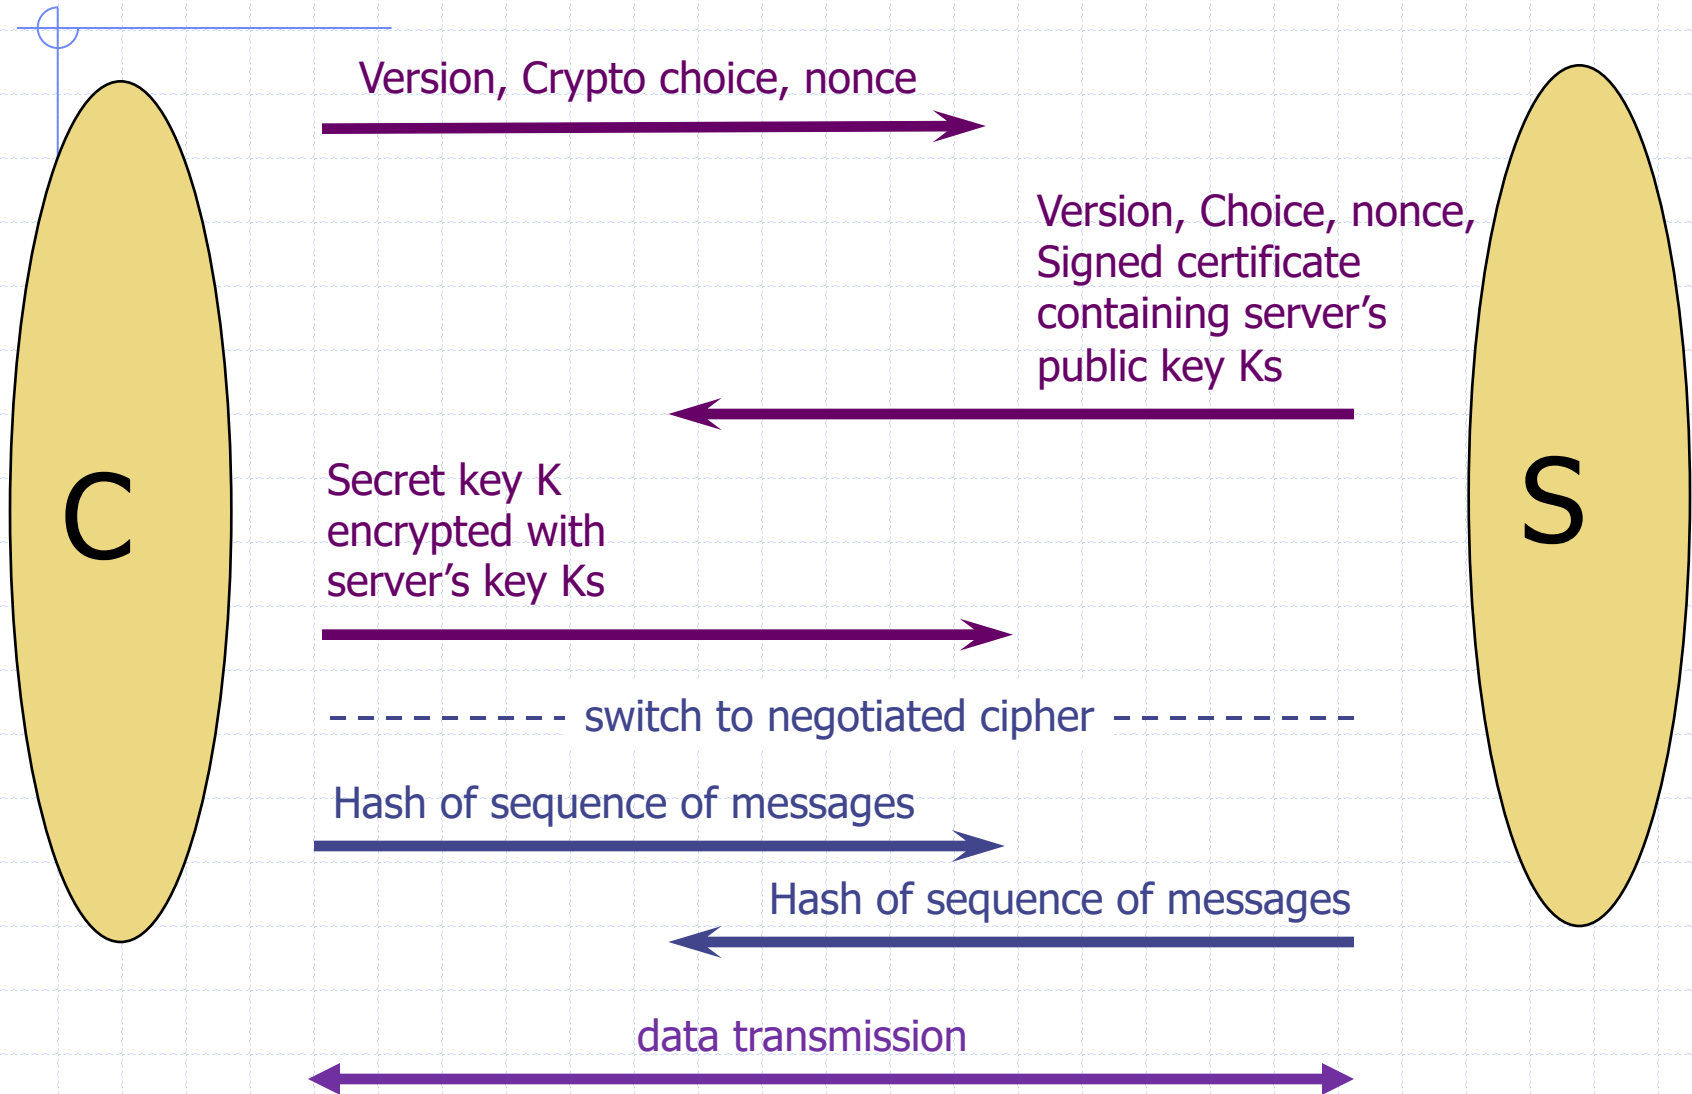 Version, Crypto choice, nonce
Version, Choice, nonce,
Signed certificate
containing server’s
public key Ks
C
S
Secret key K
encrypted with
server’s key Ks
switch to negotiated cipher
Hash of sequence of messages
Hash of sequence of messages
data transmission